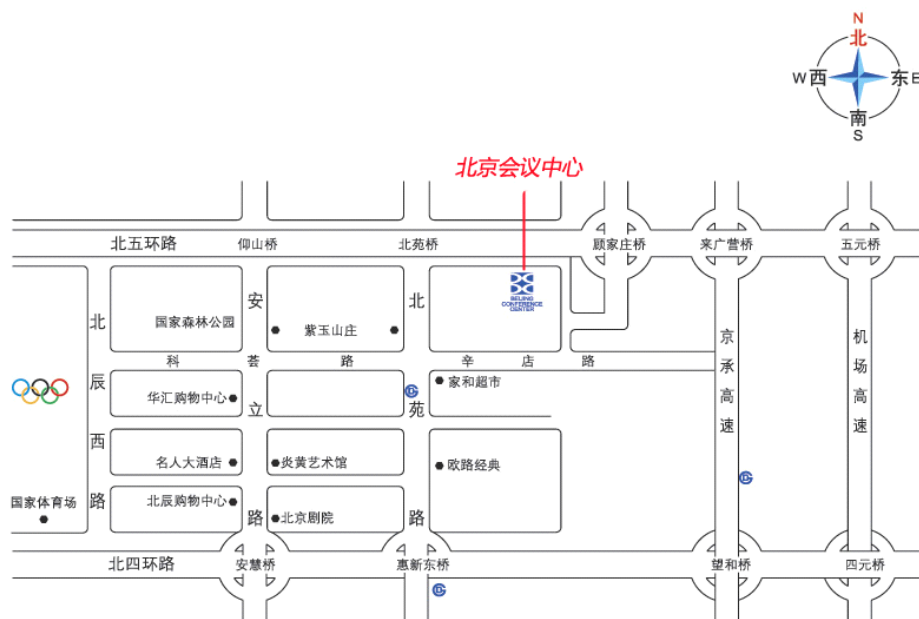 N
北
W 西 东 E
南
S
北京会议中心
北五环路
仰山桥
北苑桥
顾家庄桥
来广营桥
五元桥
BEIJING
CONFERENCE
CENTER
国家森林公园
紫玉山庄
科荟路
辛店路
家和超市
华汇购物中心
名人大酒店
炎黄艺术馆
欧路经典
北辰购物中心
北京剧院
国家体育场
北辰西路
安立路
北苑路
京承高速
机场高速
北四环路
安慧桥
惠新东桥
望和桥
四元桥